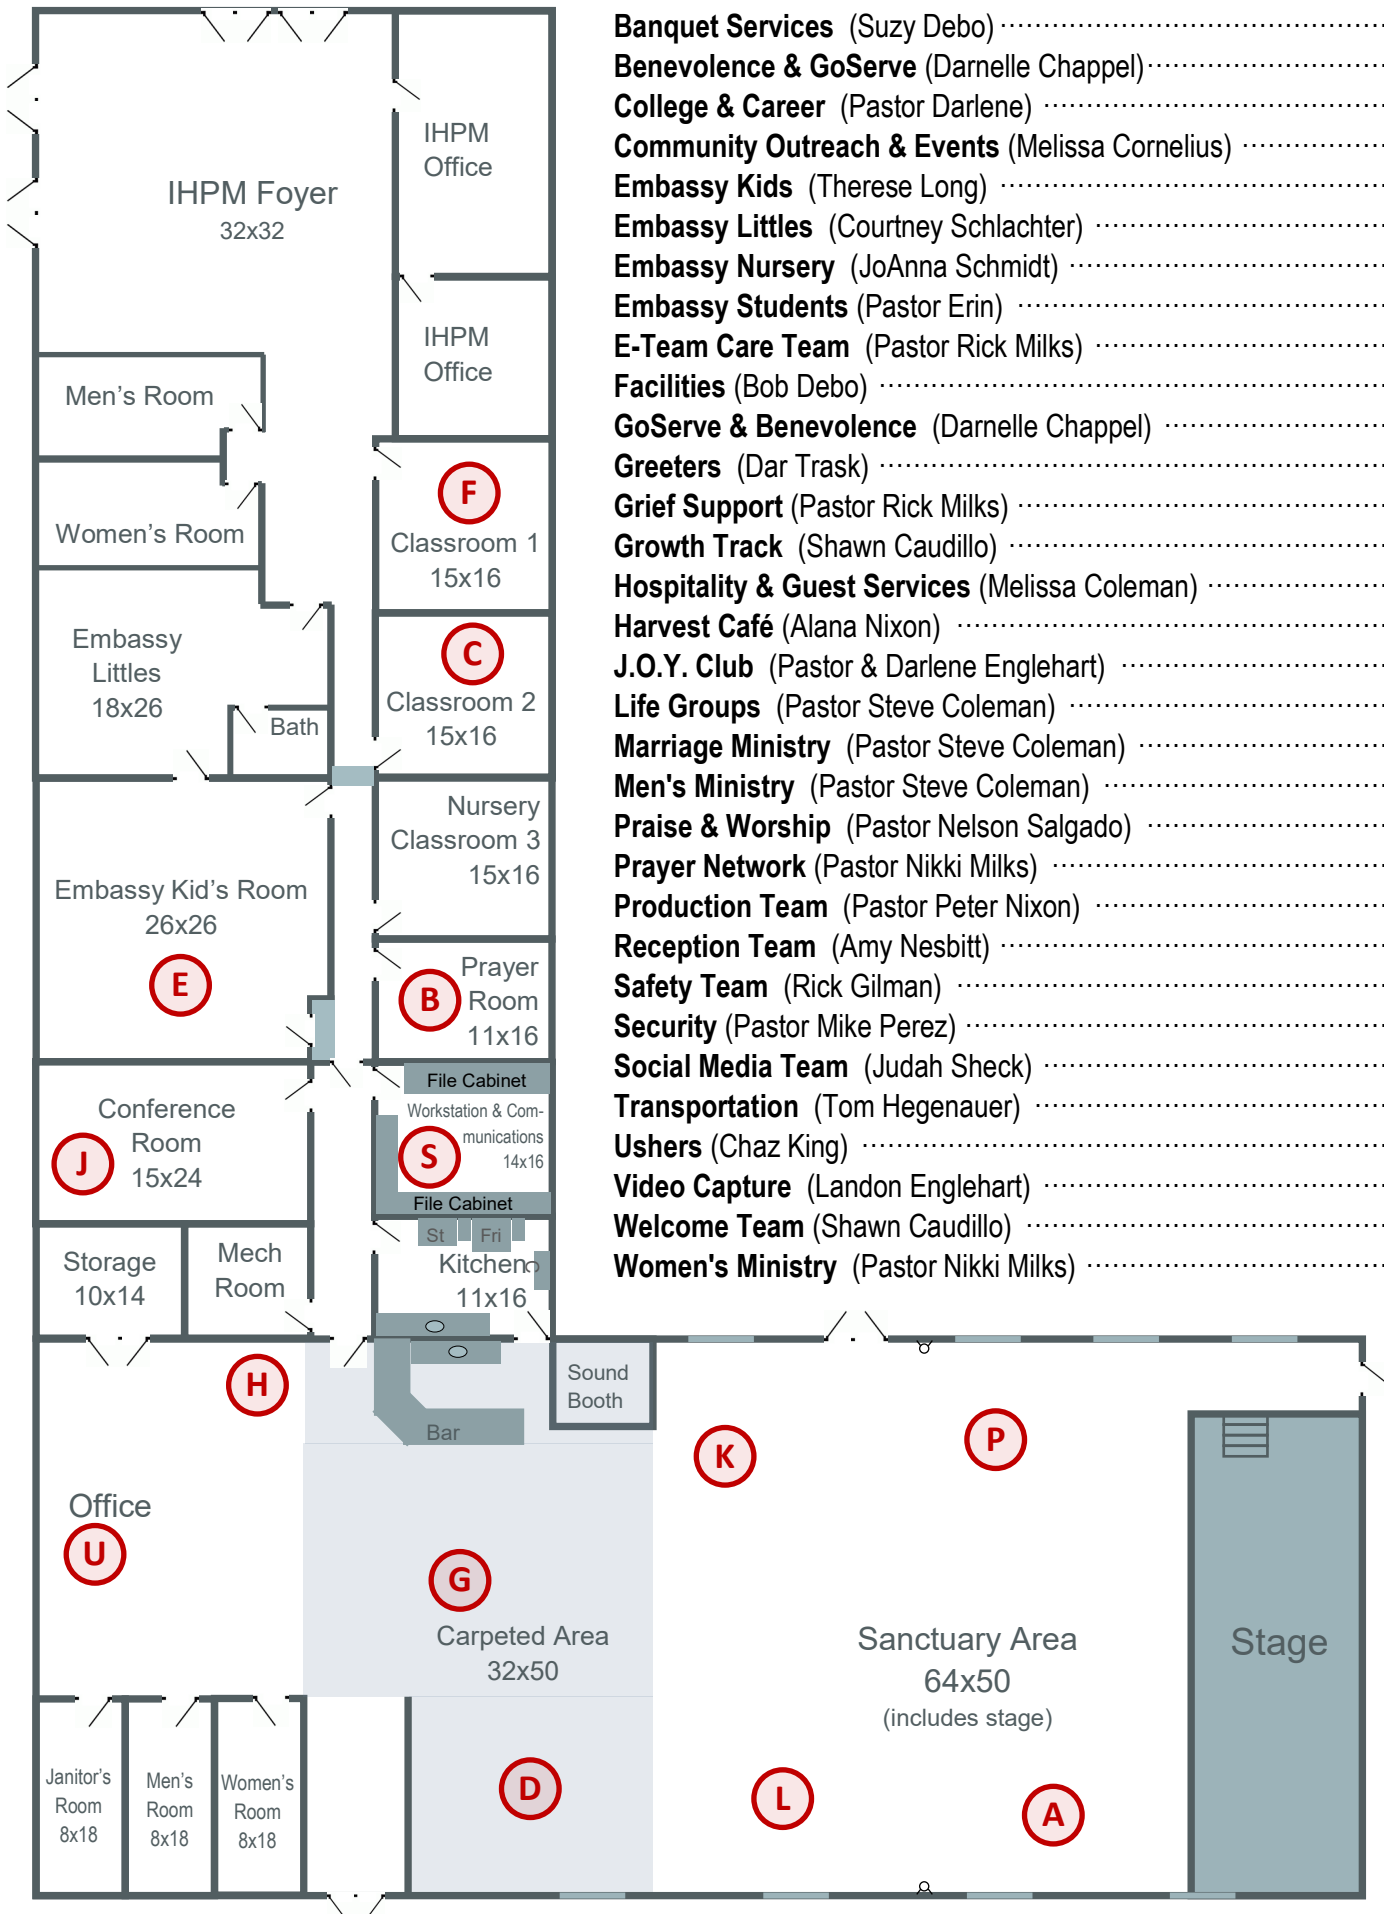 Banquet Services (Suzy Debo)
Benevolence & GoServe (Darnelle Chappel)
College & Career (Pastor Darlene)
Community Outreach & Events (Melissa Cornelius)
Embassy Kids (Therese Long)
Embassy Littles (Courtney Schlachter)
Embassy Nursery (JoAnna Schmidt)
Embassy Students (Pastor Erin)
E-Team Care Team (Pastor Rick Milks)
Facilities (Bob Debo)
GoServe & Benevolence (Darnelle Chappel)
Greeters (Dar Trask)
Grief Support (Pastor Rick Milks)
Growth Track (Shawn Caudillo)
Hospitality & Guest Services (Melissa Coleman)
Harvest Café (Alana Nixon)
J.O.Y. Club (Pastor & Darlene Englehart)
Life Groups (Pastor Steve Coleman)
Marriage Ministry (Pastor Steve Coleman)
Men's Ministry (Pastor Steve Coleman)
Praise & Worship (Pastor Nelson Salgado)
Prayer Network (Pastor Nikki Milks)
Production Team (Pastor Peter Nixon)
Reception Team (Amy Nesbitt)
Safety Team (Rick Gilman)
Security (Pastor Mike Perez)
Social Media Team (Judah Sheck)
Transportation (Tom Hegenauer)
Ushers (Chaz King)
Video Capture (Landon Englehart)
Welcome Team (Shawn Caudillo)
Women's Ministry (Pastor Nikki Milks)
IHPM Foyer
32x32
IHPM
Office
IHPM
Office
Men's Room
Women's Room
F
Classroom 1
15x16
Embassy
Littles
18x26
Bath
C
Classroom 2
15x16
Nursery
Classroom 3
15x16
Embassy Kid's Room
26x26
E
B
Prayer
Room
11x16
Conference
Room
15x24
J
File Cabinet
Workstation & Com-
munications
14x16
S
File Cabinet
Storage
10x14
Mech
Room
St
Fri
Kitchen
11x16
H
Bar
Sound
Booth
K
P
Office
U
G
Carpeted Area
32x50
Sanctuary Area
64x50
(includes stage)
Stage
Janitor's
Room
8x18
Men's
Room
8x18
Women's
Room
8x18
D
L
A